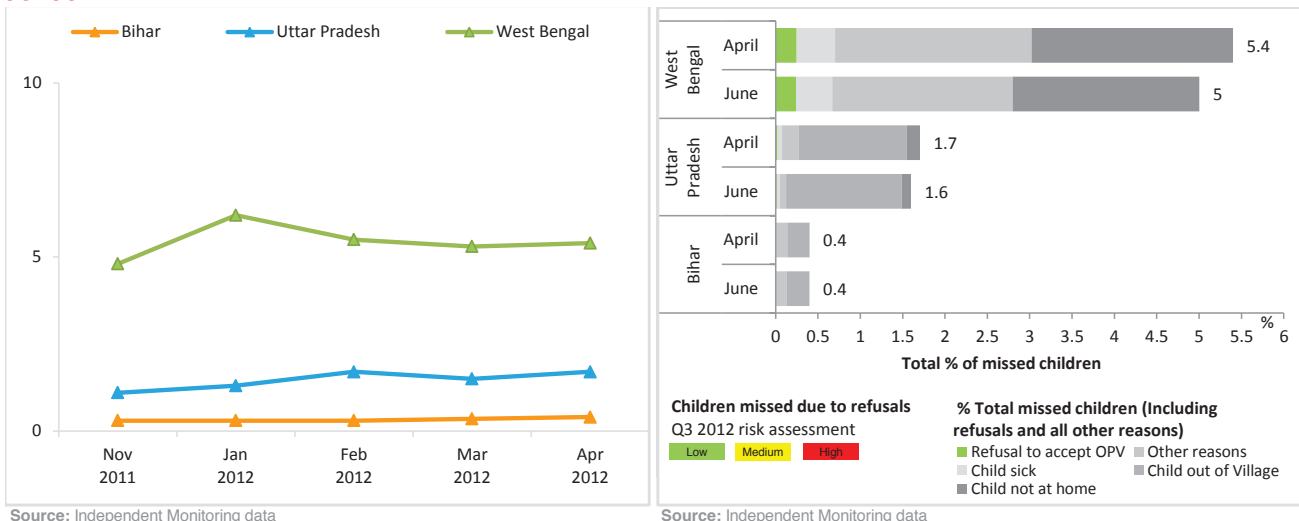 Bihar Uttar Pradesh West Bengal
10
5
0
Nov 2011
Jan 2012
Feb 2012
Mar 2012
Apr 2012
Source: Independent Monitoring data
West Bengal
April 5.4
June 5
Uttar Pradesh
April 1.7
June 1.6
Bihar
April 0.4
June 0.4
%
0 0.5 1 1.5 2 2.5 3 3.5 4 4.5 5 5.5 6
Total % of missed children
Children missed due to refusals
Q3 2012 risk assessment
Low Medium High
% Total missed children (Including
refusals and all other reasons)
Refusal to accept OPV Other reasons
Child sick Child out of Village
Child not at home
Source: Independent Monitoring data